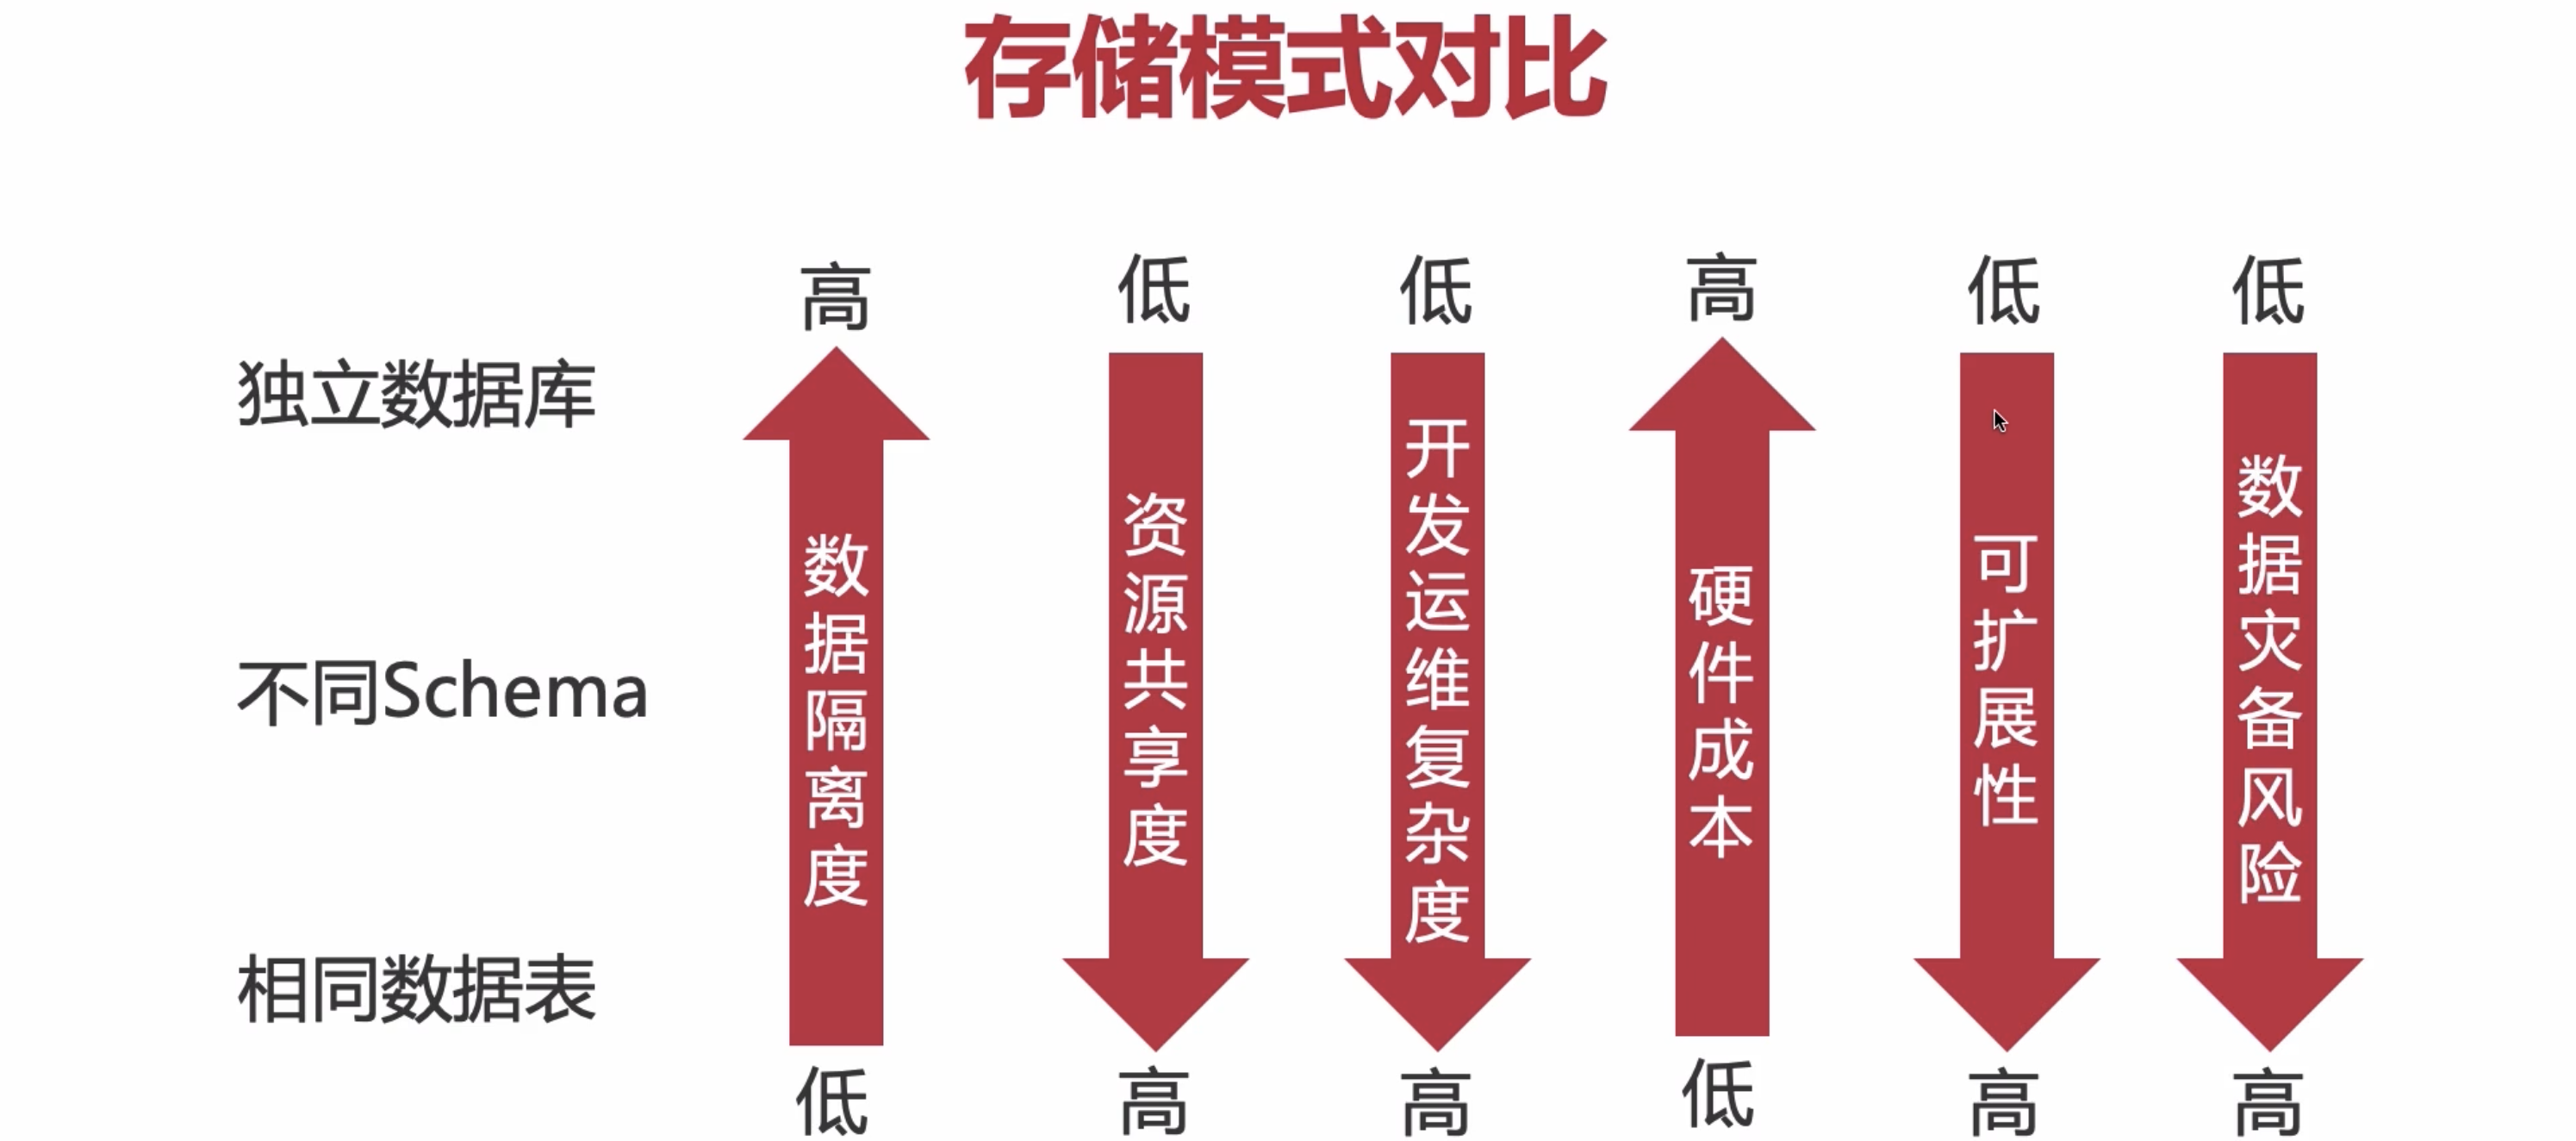 存储模式对比
高 低 低 高 低 低
独立数据库
不同Schema
相同数据表
数据隔离度
资源共享度
开发运维复杂度
硬件成本
可扩展性
数据灾备风险
低 高 高 低 高 高